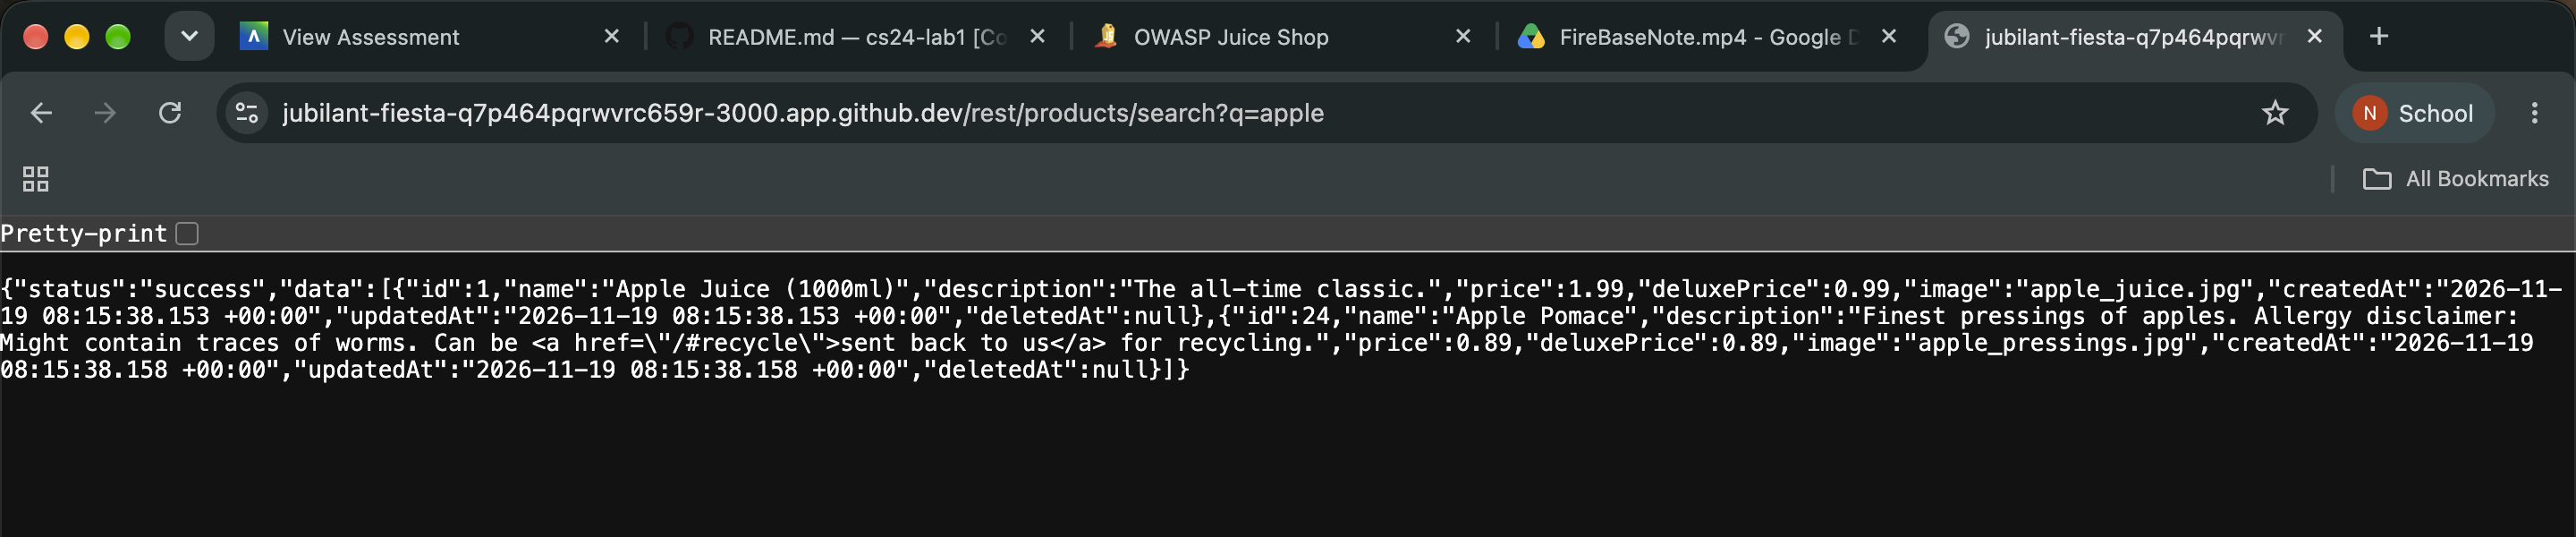 View Assessment
README.md — cs24-lab1 [Co
OWASP Juice Shop
FireBaseNote.mp4 - Google D
jubilant-fiesta-q7p464pqrwvr
jubilant-fiesta-q7p464pqrwvrc659r-3000.app.github.dev/rest/products/search?q=apple
N School
All Bookmarks
Pretty-print
{"status":"success","data":[{"id":1,"name":"Apple Juice (1000ml)","description":"The all-time classic.","price":1.99,"deluxePrice":0.99,"image":"apple_juice.jpg","createdAt":"2026-11-
19 08:15:38.153 +00:00","updatedAt":"2026-11-19 08:15:38.153 +00:00","deletedAt":null},{"id":24,"name":"Apple Pomace","description":"Finest pressings of apples. Allergy disclaimer:
Might contain traces of worms. Can be <a href=\"/#recycle\">sent back to us</a> for recycling.","price":0.89,"deluxePrice":0.89,"image":"apple_pressings.jpg","createdAt":"2026-11-19
08:15:38.158 +00:00","updatedAt":"2026-11-19 08:15:38.158 +00:00","deletedAt":null}]}